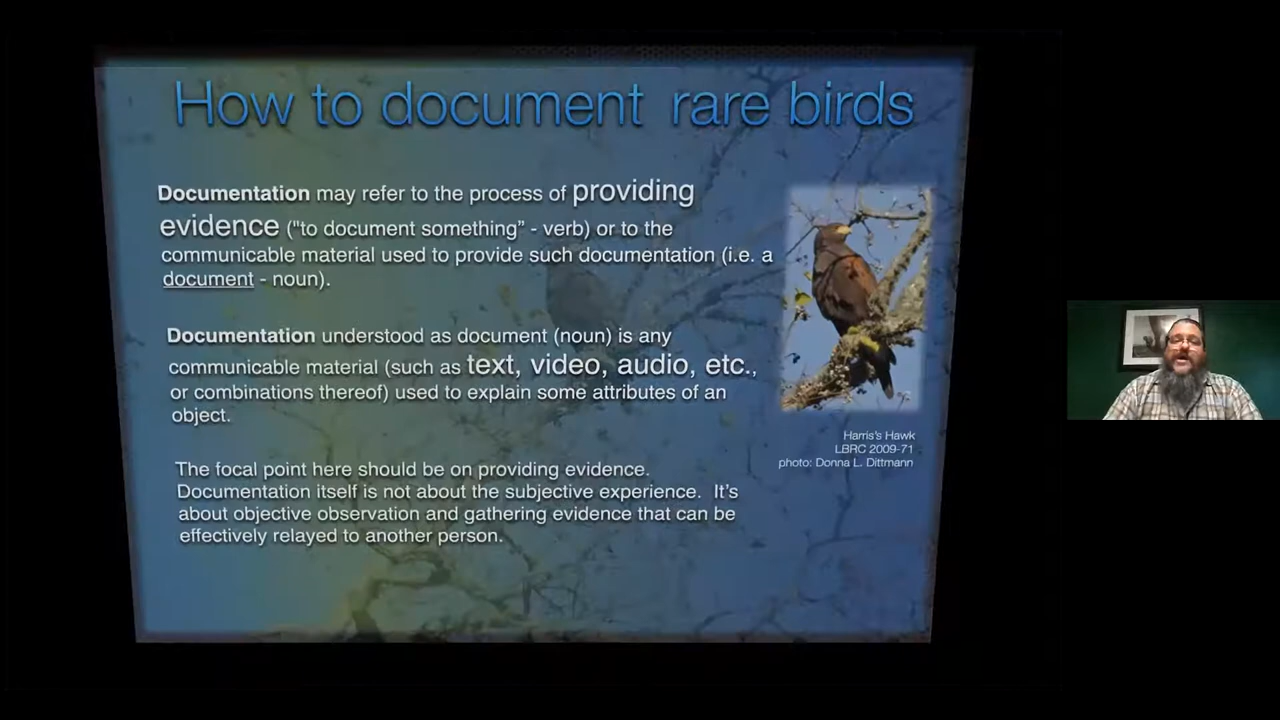 How to document rare birds
Documentation may refer to the process of providing
evidence ("to document something” - verb) or to the
communicable material used to provide such documentation (i.e. a
document - noun).
Documentation understood as document (noun) is any
communicable material (such as text, video, audio, etc.,
or combinations thereof) used to explain some attributes of an
object.
Harris's Hawk
LBRC 2009-71
photo: Donna L. Dittmann
The focal point here should be on providing evidence.
Documentation itself is not about the subjective experience. It's
about objective observation and gathering evidence that can be
effectively relayed to another person.